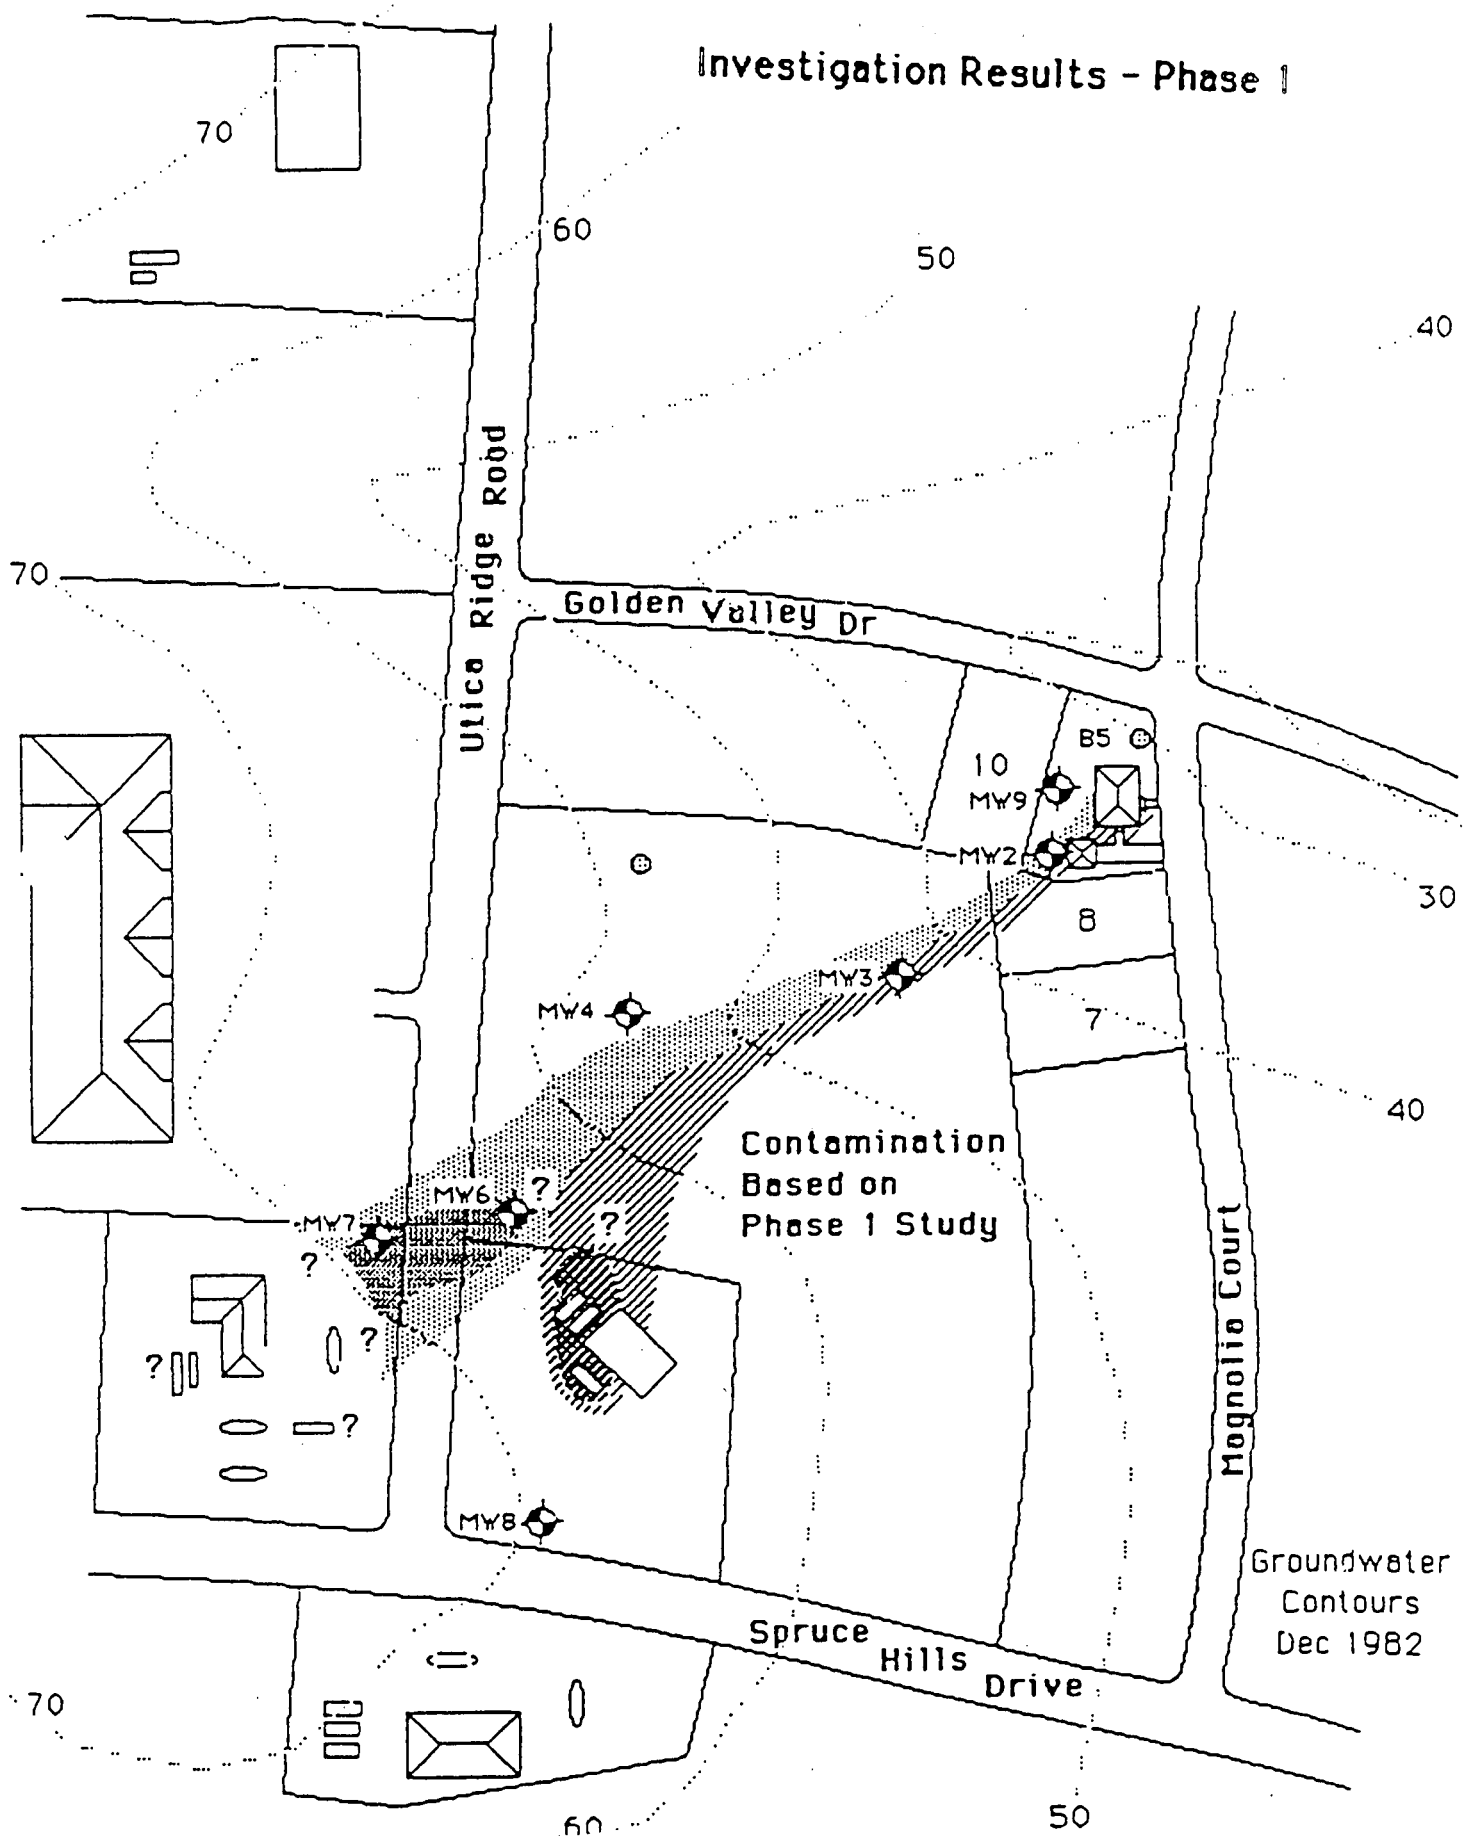 Investigation Results - Phase 1
70
60
50
40
Utica Ridge Road
70
Golden Valley Dr
B5
10
MW9
MW2
30
8
MW3
7
MW4
40
Contamination
Based on
Phase 1 Study
MW6
?
MW7
?
?
?
?
?
Magnolia Court
MW8
Groundwater
Contours
Dec 1982
Spruce
Hills
Drive
70
60
50